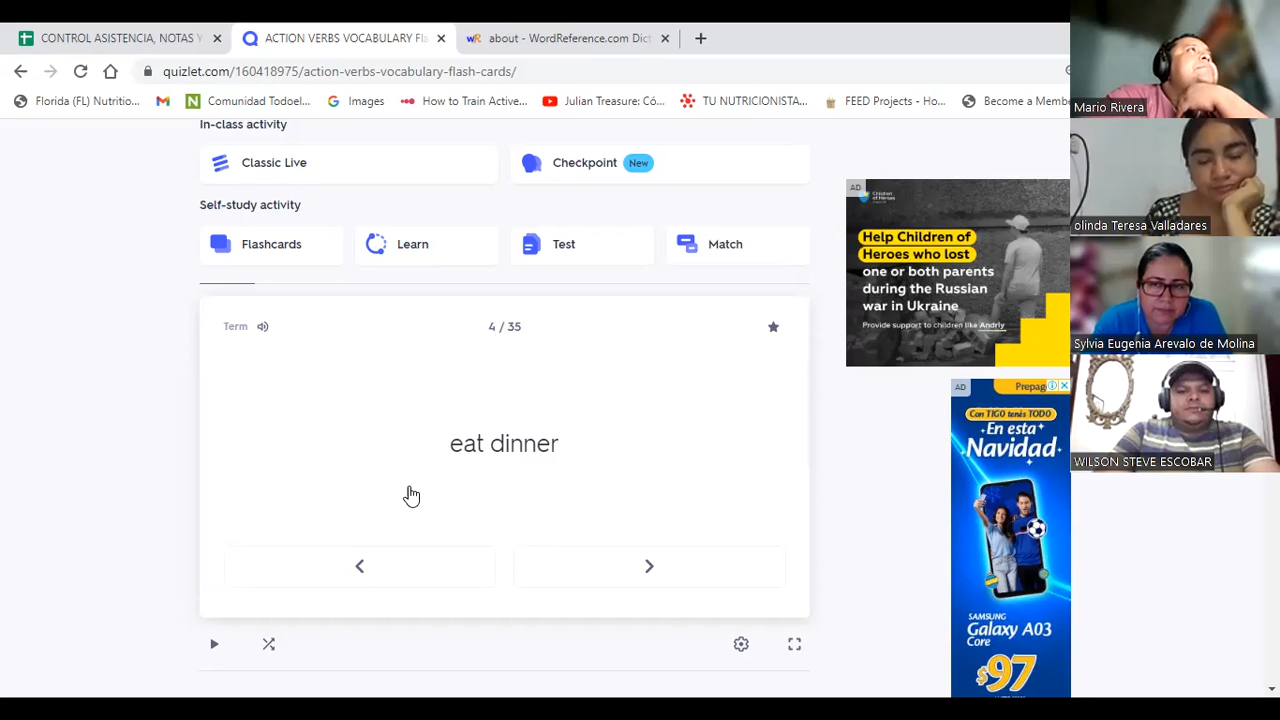 CONTROL ASISTENCIA, NOTAS Y
ACTION VERBS VOCABULARY Fla
about - WordReference.com Dict
quizlet.com/160418975/action-verbs-vocabulary-flash-cards/
Florida (FL) Nutritio...
Comunidad Todoel...
Images
How to Train Active...
Julian Treasure: Có...
TU NUTRICIONISTA...
FEED Projects - Ho...
Become a Membe
In-class activity
Classic Live
Checkpoint
New
Self-study activity
Flashcards
Learn
Test
Match
Term
4 / 35
eat dinner
AD
Children
of Heroes
Help Children of
Heroes who lost
one or both parents
during the Russian
war in Ukraine
Provide support to children like Andriy
AD
Prepag
Con TIGO tenés TODO
En esta
Navidad
SAMSUNG
Galaxy A03
Core
$97
Mario Rivera
olinda Teresa Valladares
Sylvia Eugenia Arevalo de Molina
WILSON STEVE ESCOBAR